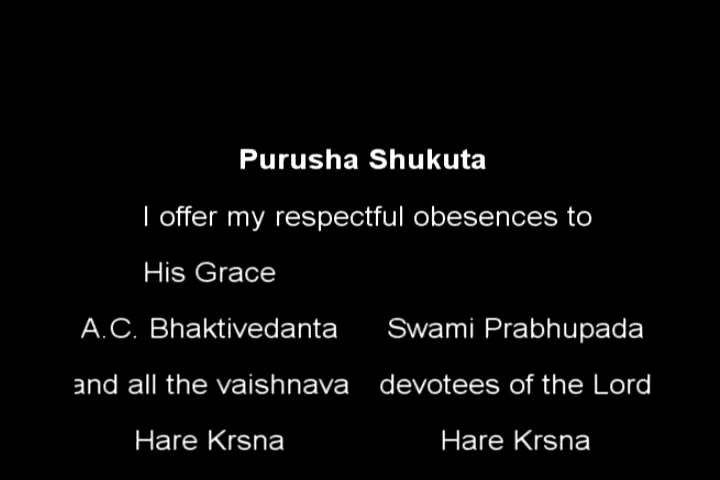 Purusha Shukuta
I offer my respectful obesences to
His Grace
A.C. Bhaktivedanta Swami Prabhupada
and all the vaishnava devotees of the Lord
Hare Krsna Hare Krsna